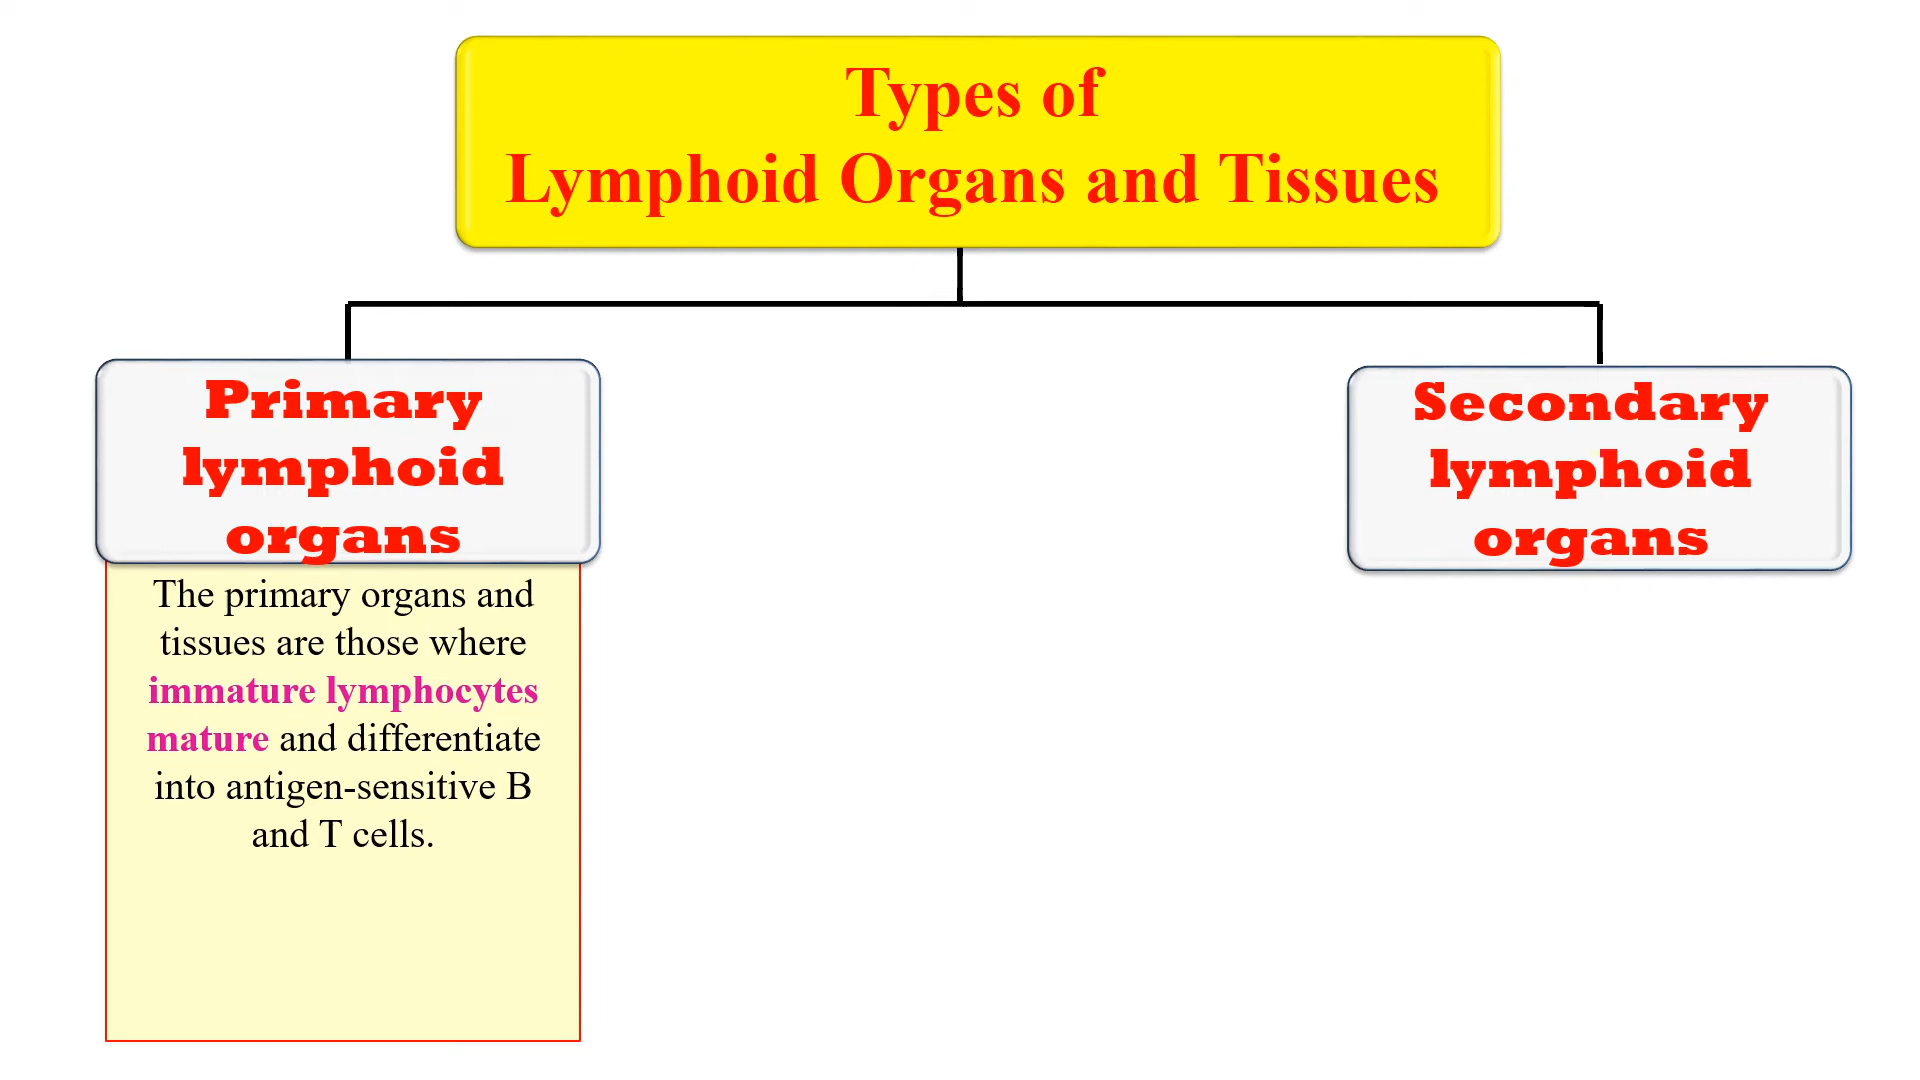 Types of
Lymphoid Organs and Tissues
Primary
lymphoid
organs
The primary organs and
tissues are those where
immature lymphocytes
mature and differentiate
into antigen-sensitive B
and T cells.
Secondary
lymphoid
organs